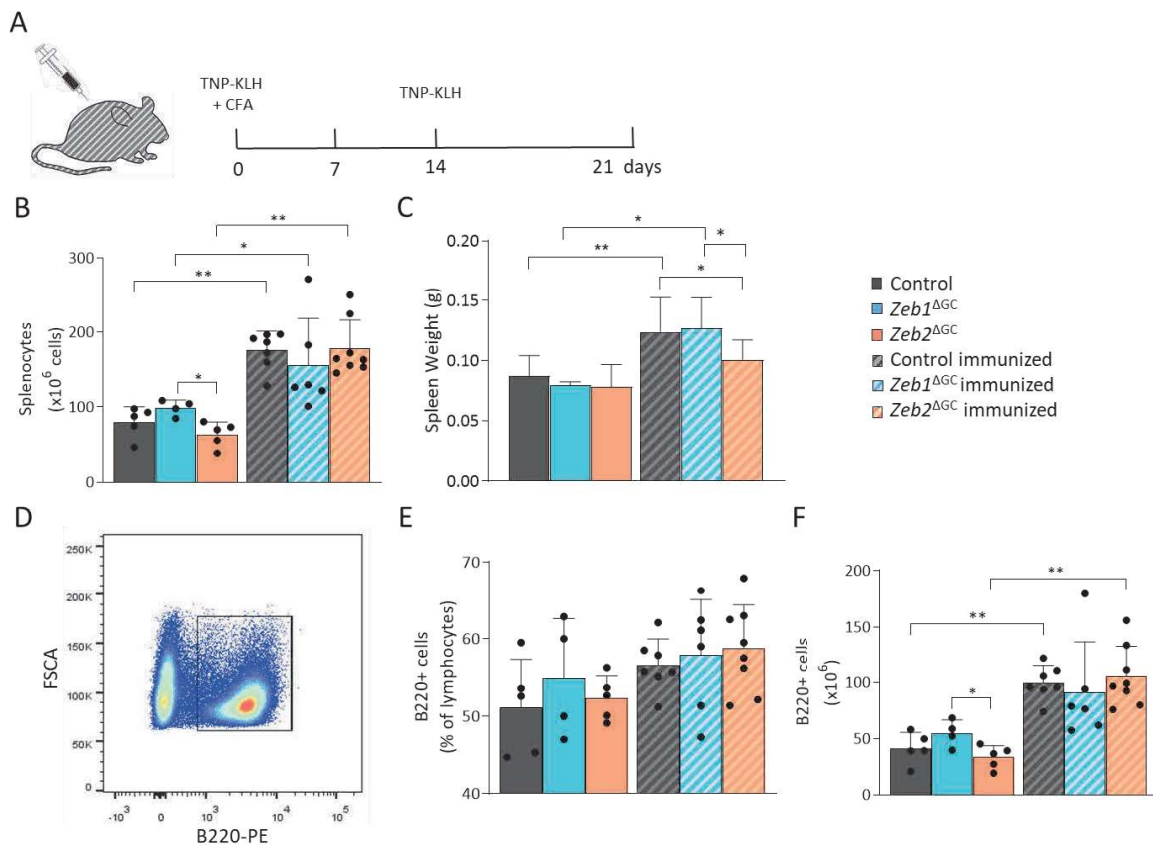 A
TNP-KLH
+ CFA
TNP-KLH
0 7 14 21 days
B
**
*
**
*
300
200
100
0
Splenocytes
(x10⁶ cells)
C
*
*
**
*
0.20
0.15
0.10
0.05
0.00
Spleen Weight (g)
Control
Zeb1ΔGC
Zeb2ΔGC
Control immunized
Zeb1ΔGC immunized
Zeb2ΔGC immunized
D
250K
200K
150K
100K
50K
0
FSCA
-10³ 0 10³ 10⁴ 10⁵
B220-PE
E
70
60
50
40
B220+ cells
(% of lymphocytes)
F
**
**
*
200
150
100
50
0
B220+ cells
(x10⁶)